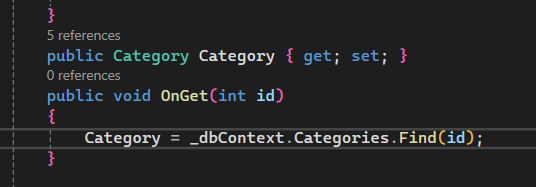 }
5 references
public Category Category { get; set; }
0 references
public void OnGet(int id)
{
Category = _dbContext.Categories.Find(id);
}